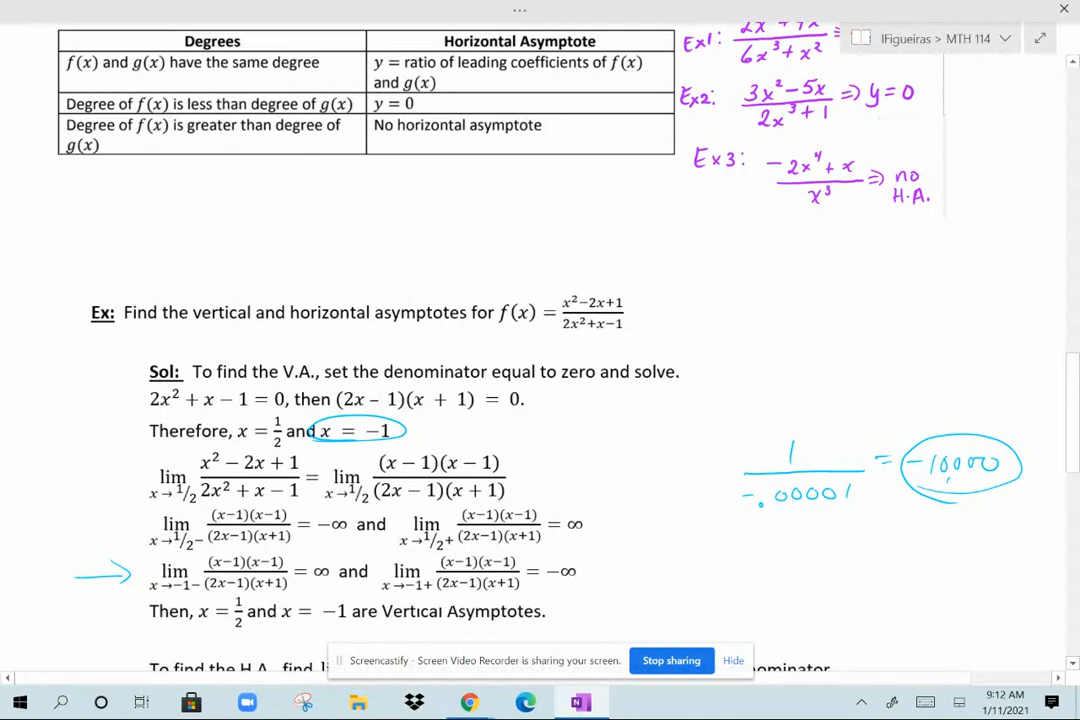 IFigueiras > MTH 114
Degrees Horizontal Asymptote
f(x) and g(x) have the same degree y = ratio of leading coefficients of f(x) and g(x)
Degree of f(x) is less than degree of g(x) y = 0
Degree of f(x) is greater than degree of g(x) No horizontal asymptote
Ex1: / 6x³ + x² ⇒
Ex2: 3x² − 5x / 2x³ + 1 ⇒ y = 0
Ex3: −2x⁴ + x / x³ ⇒ no H.A.
Ex: Find the vertical and horizontal asymptotes for f(x) = x²−2x+1 / 2x²+x−1
Sol: To find the V.A., set the denominator equal to zero and solve.
2x² + x − 1 = 0, then (2x − 1)(x + 1) = 0.
Therefore, x = 1/2 and x = −1
lim x→1/2 x² − 2x + 1 / 2x² + x − 1 = lim x→1/2 (x − 1)(x − 1) / (2x − 1)(x + 1)
lim x→1/2− (x−1)(x−1) / (2x−1)(x+1) = −∞ and lim x→1/2+ (x−1)(x−1) / (2x−1)(x+1) = ∞
lim x→−1− (x−1)(x−1) / (2x−1)(x+1) = ∞ and lim x→−1+ (x−1)(x−1) / (2x−1)(x+1) = −∞
Then, x = 1/2 and x = −1 are Vertical Asymptotes.
1 / −.00001 = −10,000
Screencastify - Screen Video Recorder is sharing your screen. Stop sharing Hide
9:12 AM
1/11/2021